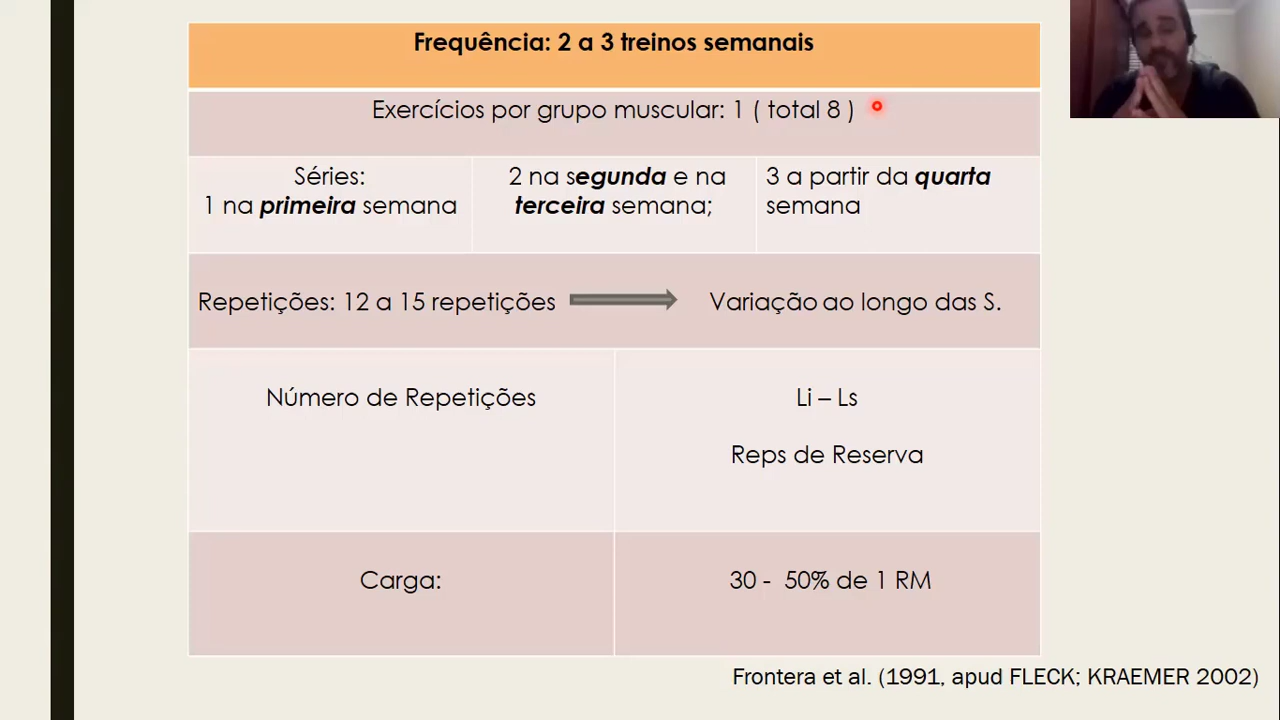 Frequência: 2 a 3 treinos semanais
Exercícios por grupo muscular: 1 ( total 8 )
Séries:
1 na primeira semana
2 na segunda e na
terceira semana;
3 a partir da quarta
semana
Repetições: 12 a 15 repetições
Variação ao longo das S.
Número de Repetições
Li – Ls
Reps de Reserva
Carga:
30 - 50% de 1 RM
Frontera et al. (1991, apud FLECK; KRAEMER 2002)